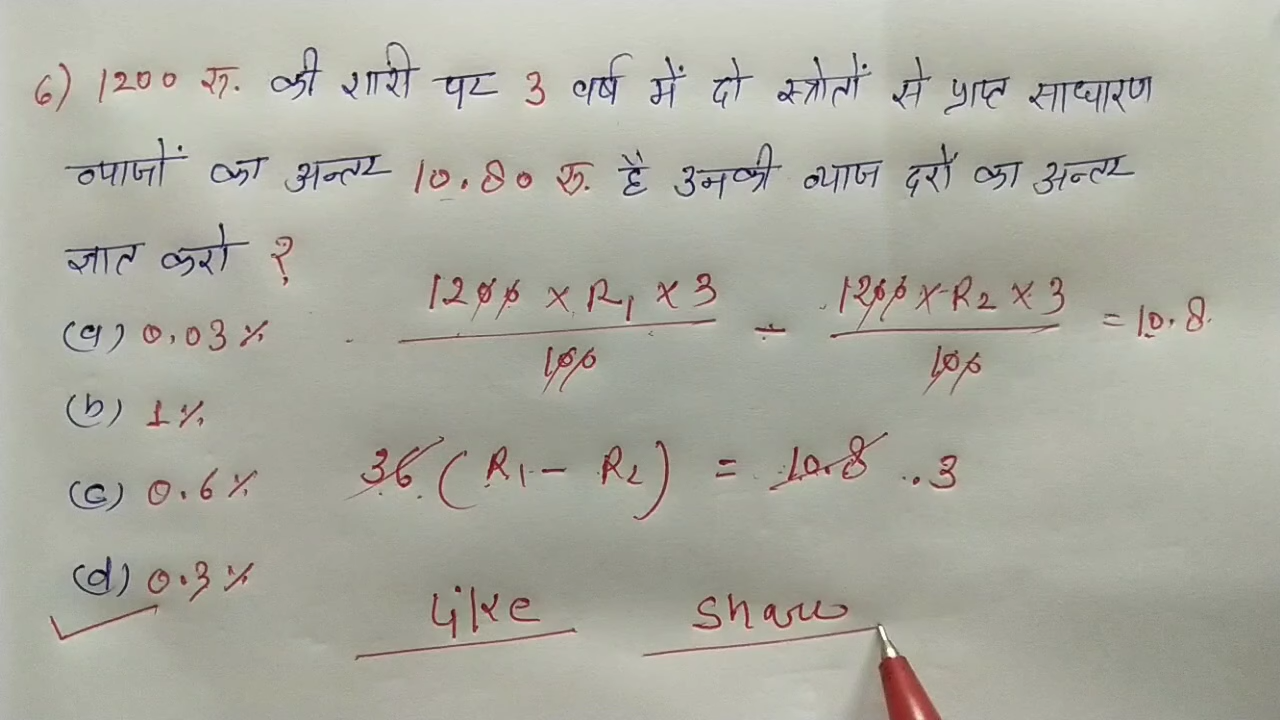 6) 1200 रु. की राशी पर 3 वर्ष में दो स्त्रोतों से प्राप्त साधारण
ब्याजों का अन्तर 10.80 रु. है उनकी ब्याज दरों का अन्तर
ज्ञात करो ?
1200 × R1 × 3 / 100 - 1200 × R2 × 3 / 100 = 10.8
(a) 0.03%
(b) 1%
36 (R1 - R2) = 10.8 .3
(c) 0.6%
(d) 0.3%
Like Share